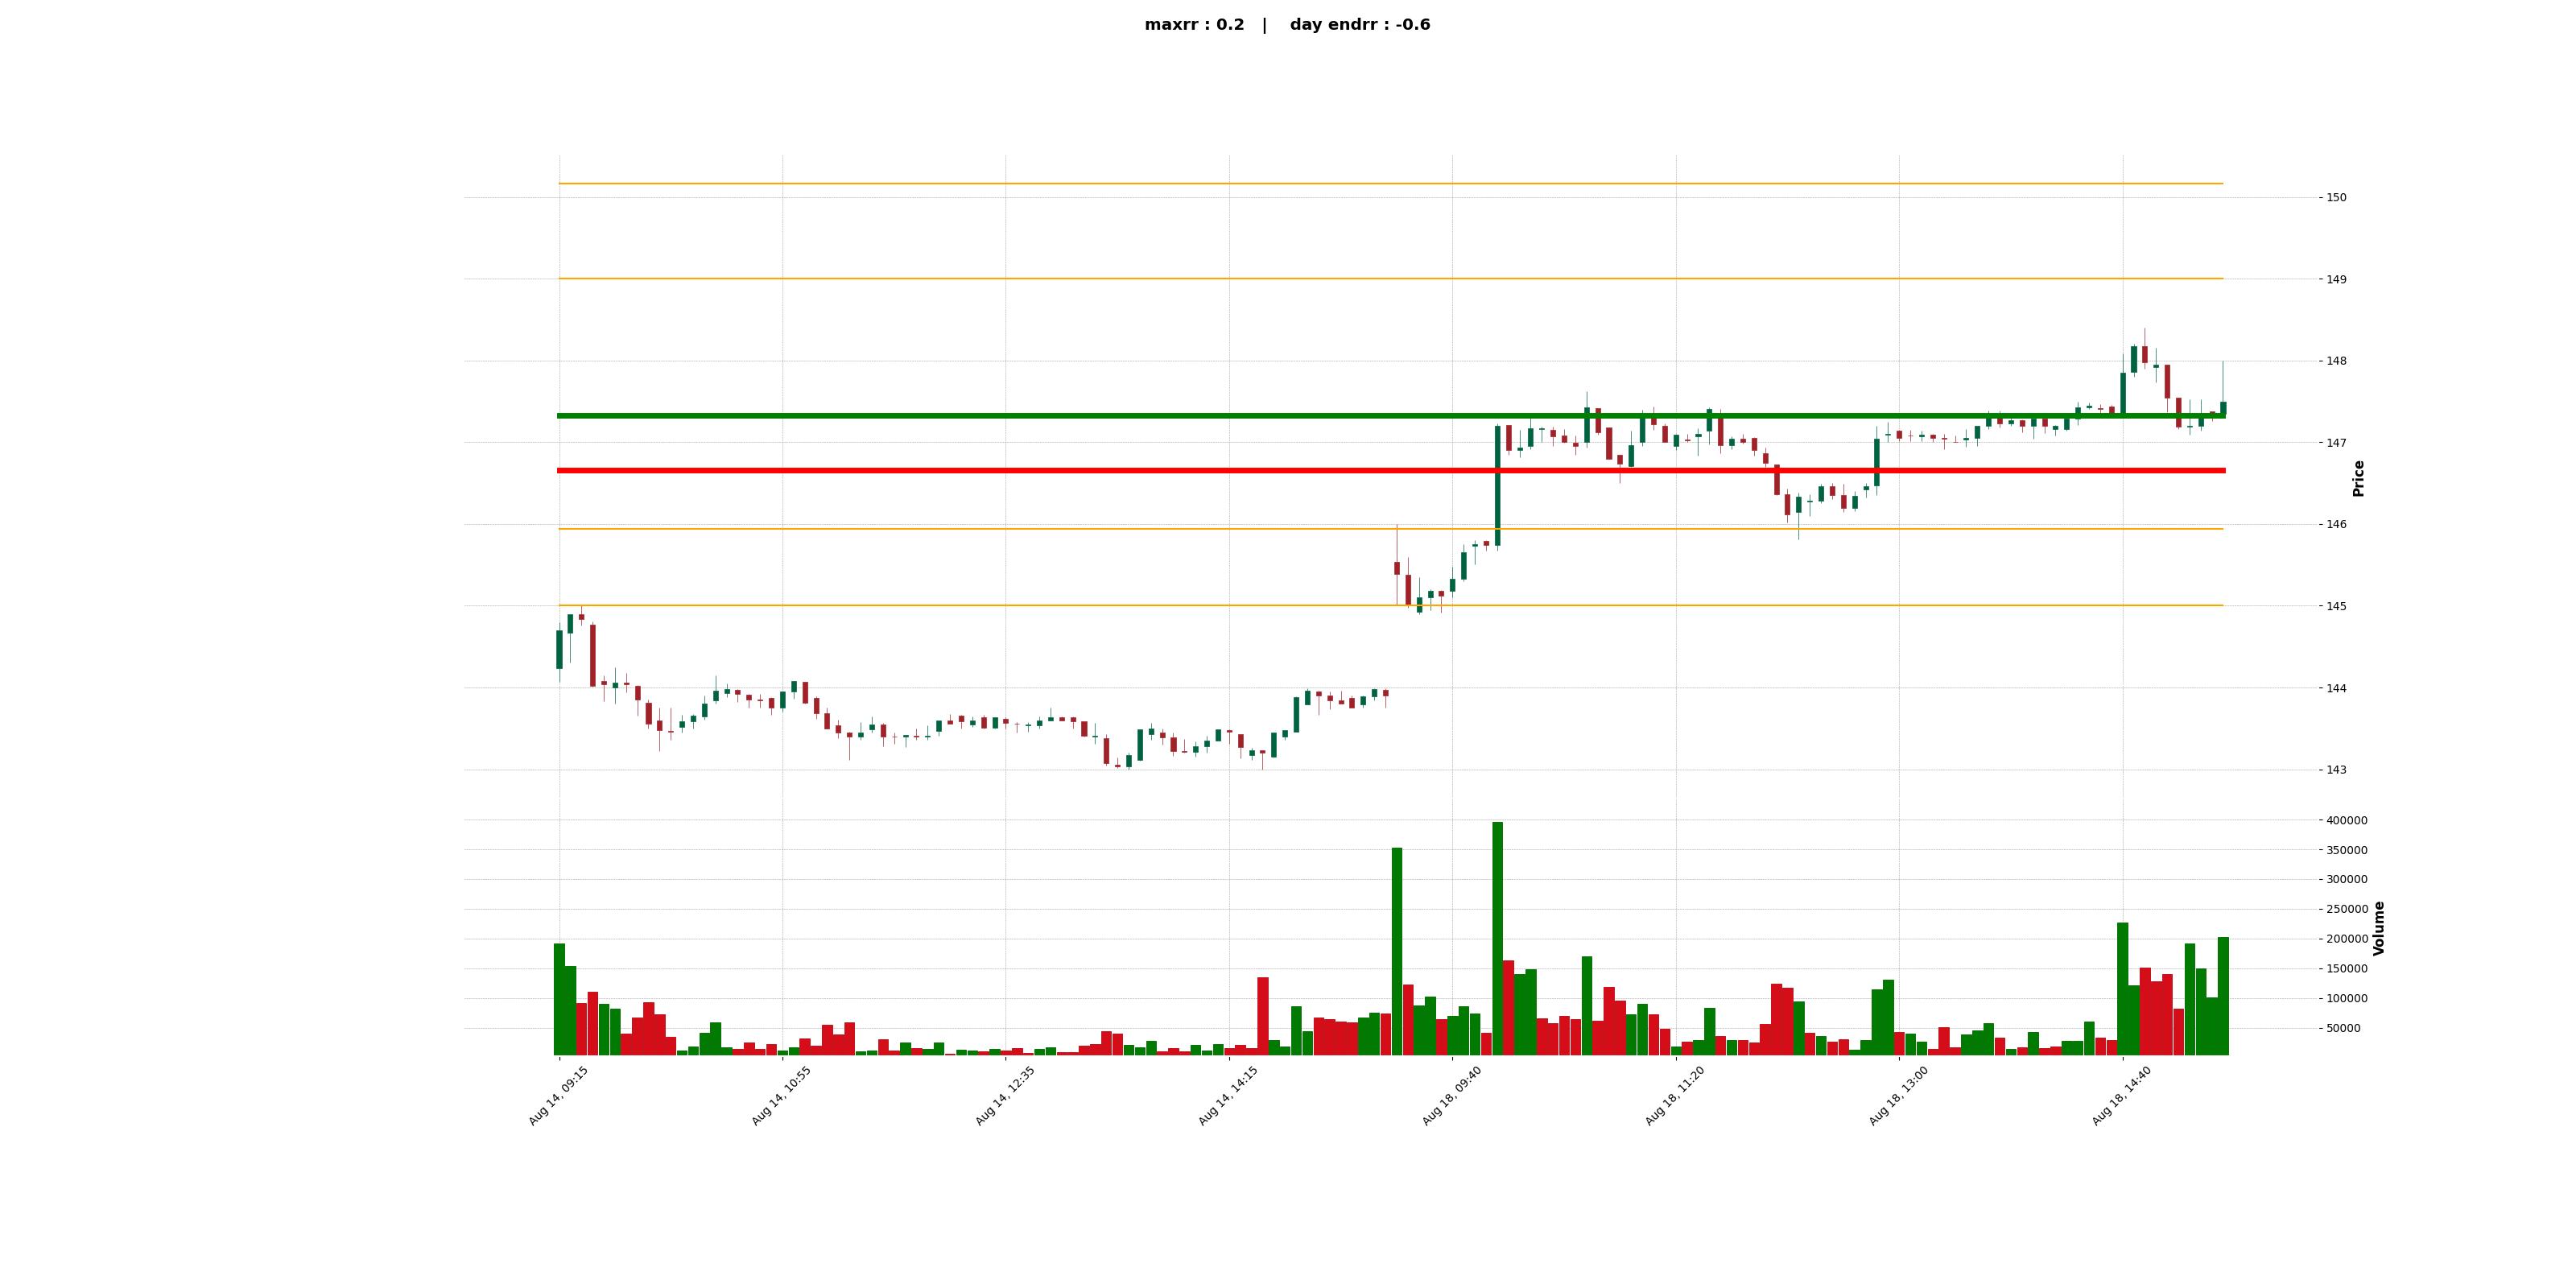 maxrr : 0.2   |    day endrr : -0.6
150
149
148
147
146
145
144
143
Price
400000
350000
300000
250000
200000
150000
100000
50000
Volume
Aug 14, 09:15
Aug 14, 10:55
Aug 14, 12:35
Aug 14, 14:15
Aug 18, 09:40
Aug 18, 11:20
Aug 18, 13:00
Aug 18, 14:40